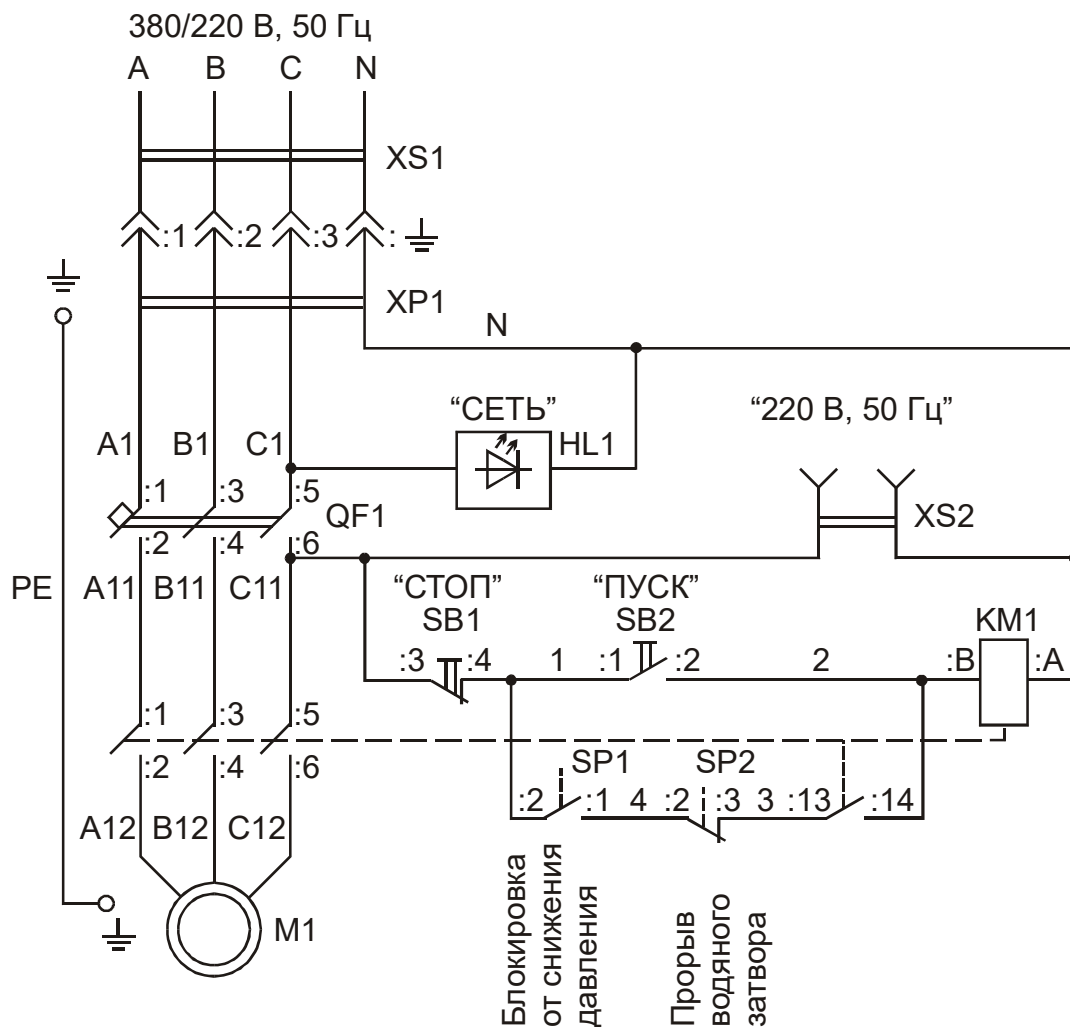 380/220 В, 50 Гц
A B C N
XS1
:1 :2 :3 :
XP1
N
“СЕТЬ” “220 В, 50 Гц”
A1 B1 C1 HL1
:1 :3 :5
QF1 XS2
:2 :4 :6
PE A11 B11 C11 “СТОП” “ПУСК”
SB1 SB2 KM1
:3 :4 1 :1 :2 2 :B :A
:1 :3 :5
:2 :4 :6 SP1 SP2
:2 :1 4 :2 :3 3 :13 :14
A12 B12 C12
M1
Блокировка
от снижения
давления
Прорыв
водяного
затвора